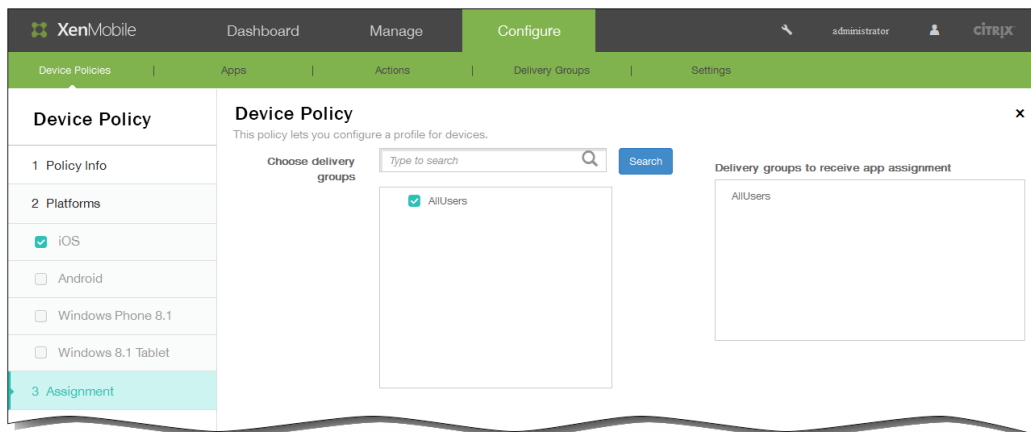 XenMobile Dashboard Manage Configure administrator CITRIX
Device Policies | Apps | Actions | Delivery Groups | Settings
Device Policy
1 Policy Info
2 Platforms
iOS
Android
Windows Phone 8.1
Windows 8.1 Tablet
3 Assignment
Device Policy
This policy lets you configure a profile for devices.
Choose delivery
groups
Type to search
Search
AllUsers
Delivery groups to receive app assignment
AllUsers